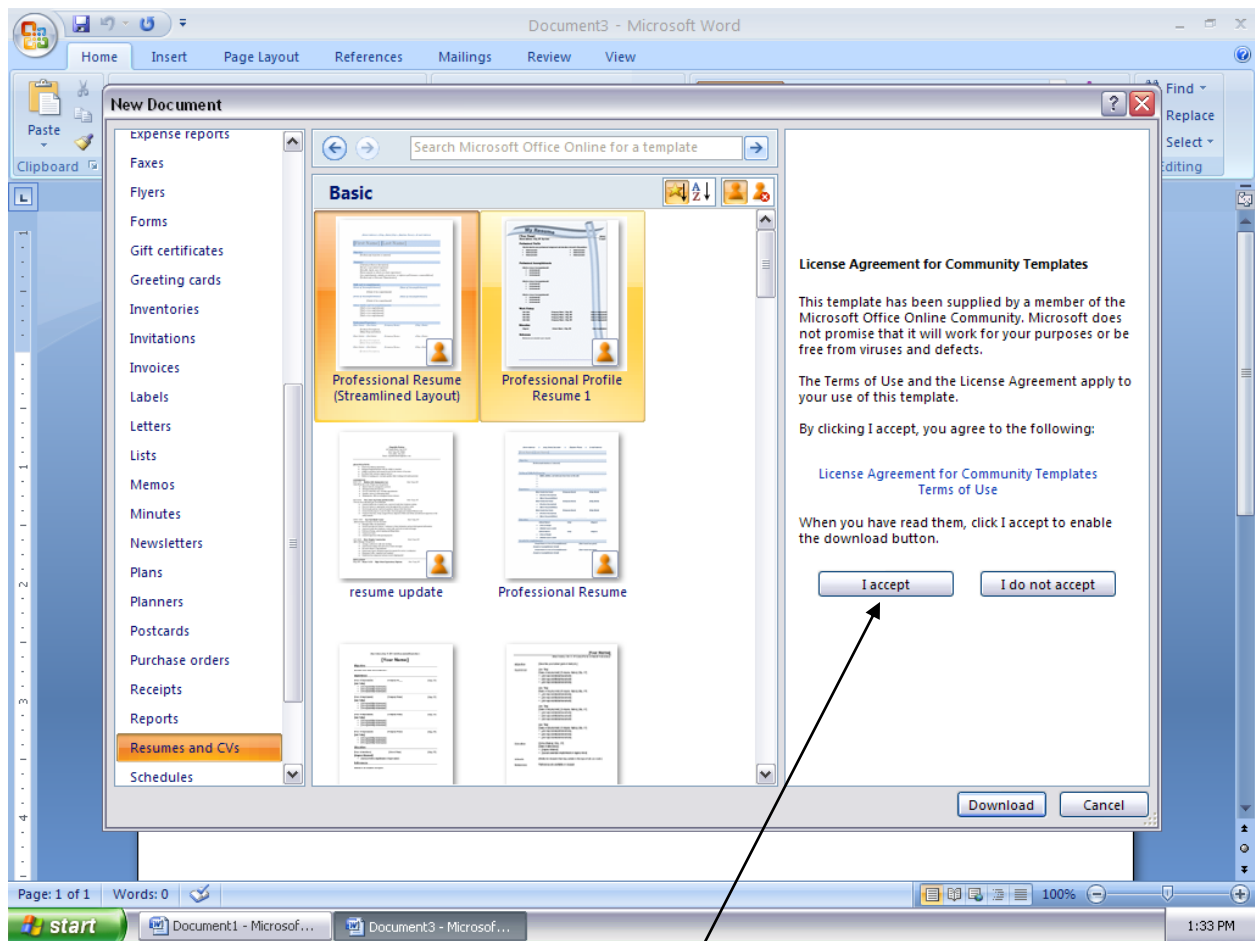 Document3 - Microsoft Word
Home Insert Page Layout References Mailings Review View
Paste
Clipboard
Find
Replace
Select
Editing
New Document
Expense reports
Faxes
Flyers
Forms
Gift certificates
Greeting cards
Inventories
Invitations
Invoices
Labels
Letters
Lists
Memos
Minutes
Newsletters
Plans
Planners
Postcards
Purchase orders
Receipts
Reports
Resumes and CVs
Schedules
Search Microsoft Office Online for a template
Basic
Professional Resume
(Streamlined Layout)
Professional Profile
Resume 1
resume update
Professional Resume
License Agreement for Community Templates
This template has been supplied by a member of the
Microsoft Office Online Community. Microsoft does
not promise that it will work for your purposes or be
free from viruses and defects.
The Terms of Use and the License Agreement apply to
your use of this template.
By clicking I accept, you agree to the following:
License Agreement for Community Templates
Terms of Use
When you have read them, click I accept to enable
the download button.
I accept I do not accept
Download Cancel
Page: 1 of 1 Words: 0 100%
start Document1 - Microsof... Document3 - Microsof... 1:33 PM